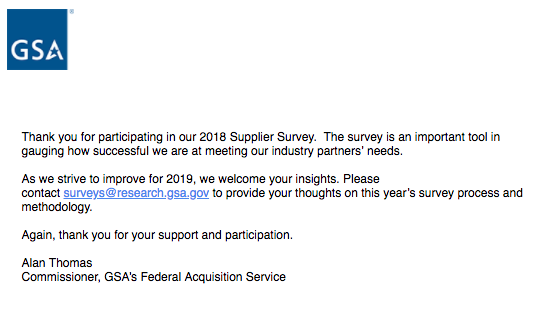 GSA
Thank you for participating in our 2018 Supplier Survey.  The survey is an important tool in
gauging how successful we are at meeting our industry partners' needs.
As we strive to improve for 2019, we welcome your insights. Please
contact surveys@research.gsa.gov to provide your thoughts on this year's survey process and
methodology.
Again, thank you for your support and participation.
Alan Thomas
Commissioner, GSA's Federal Acquisition Service